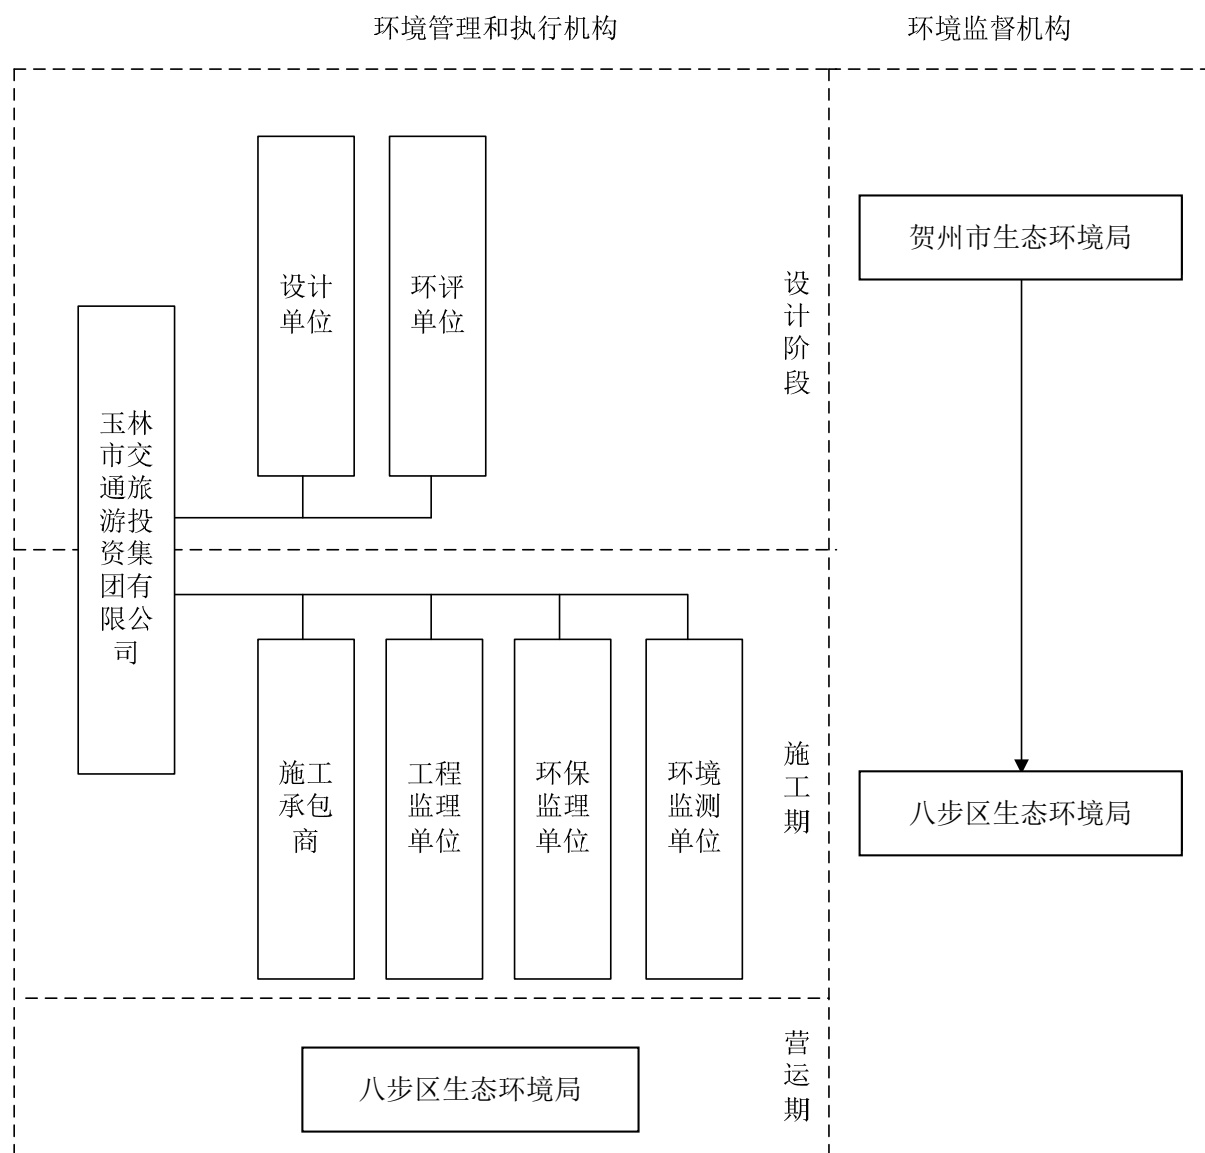 环境管理和执行机构
环境监督机构
设计
单位
环评
单位
设
计
阶
段
贺州市生态环境局
玉林
市交
通旅
游投
资集
团有
限公
司
施工
承包
商
工程
监理
单位
环保
监理
单位
环境
监测
单位
施
工
期
八步区生态环境局
八步区生态环境局
营
运
期